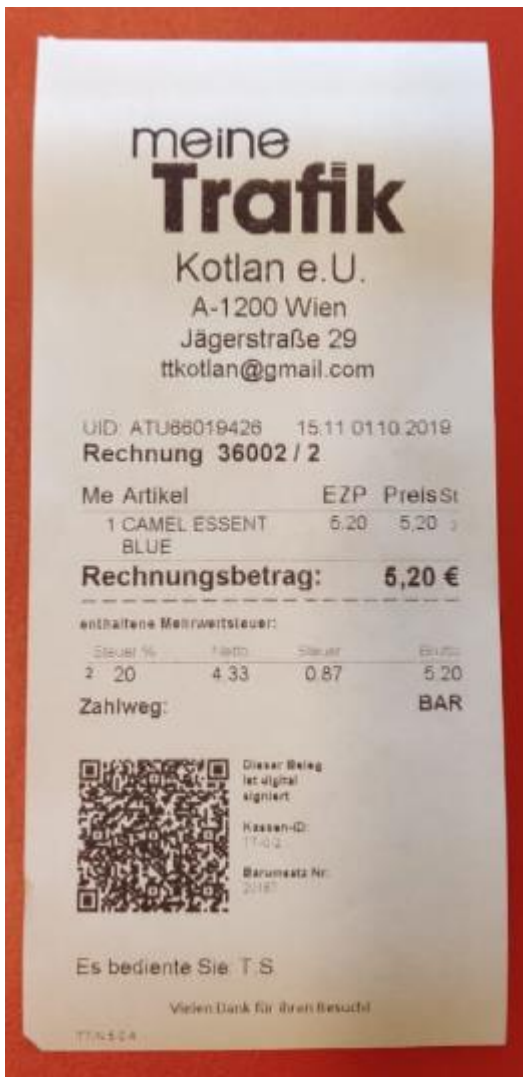 meine
Trafik
Kotlan e.U.
A-1200 Wien
Jägerstraße 29
ttkotlan@gmail.com
UID: ATU66019426 15:11 01.10.2019
Rechnung 36002 / 2
Me Artikel EZP Preis St
1 CAMEL ESSENT 5.20 5,20 2
BLUE
Rechnungsbetrag: 5,20 €
enthaltene Mehrwertsteuer:
Steuer % Netto Steuer Brutto
2 20 4.33 0.87 5.20
Zahlweg: BAR
Dieser Beleg
ist digital
signiert
Kassen-ID:
Barumsatz Nr:
Es bediente Sie: T.S.
Vielen Dank für Ihren Besuch!